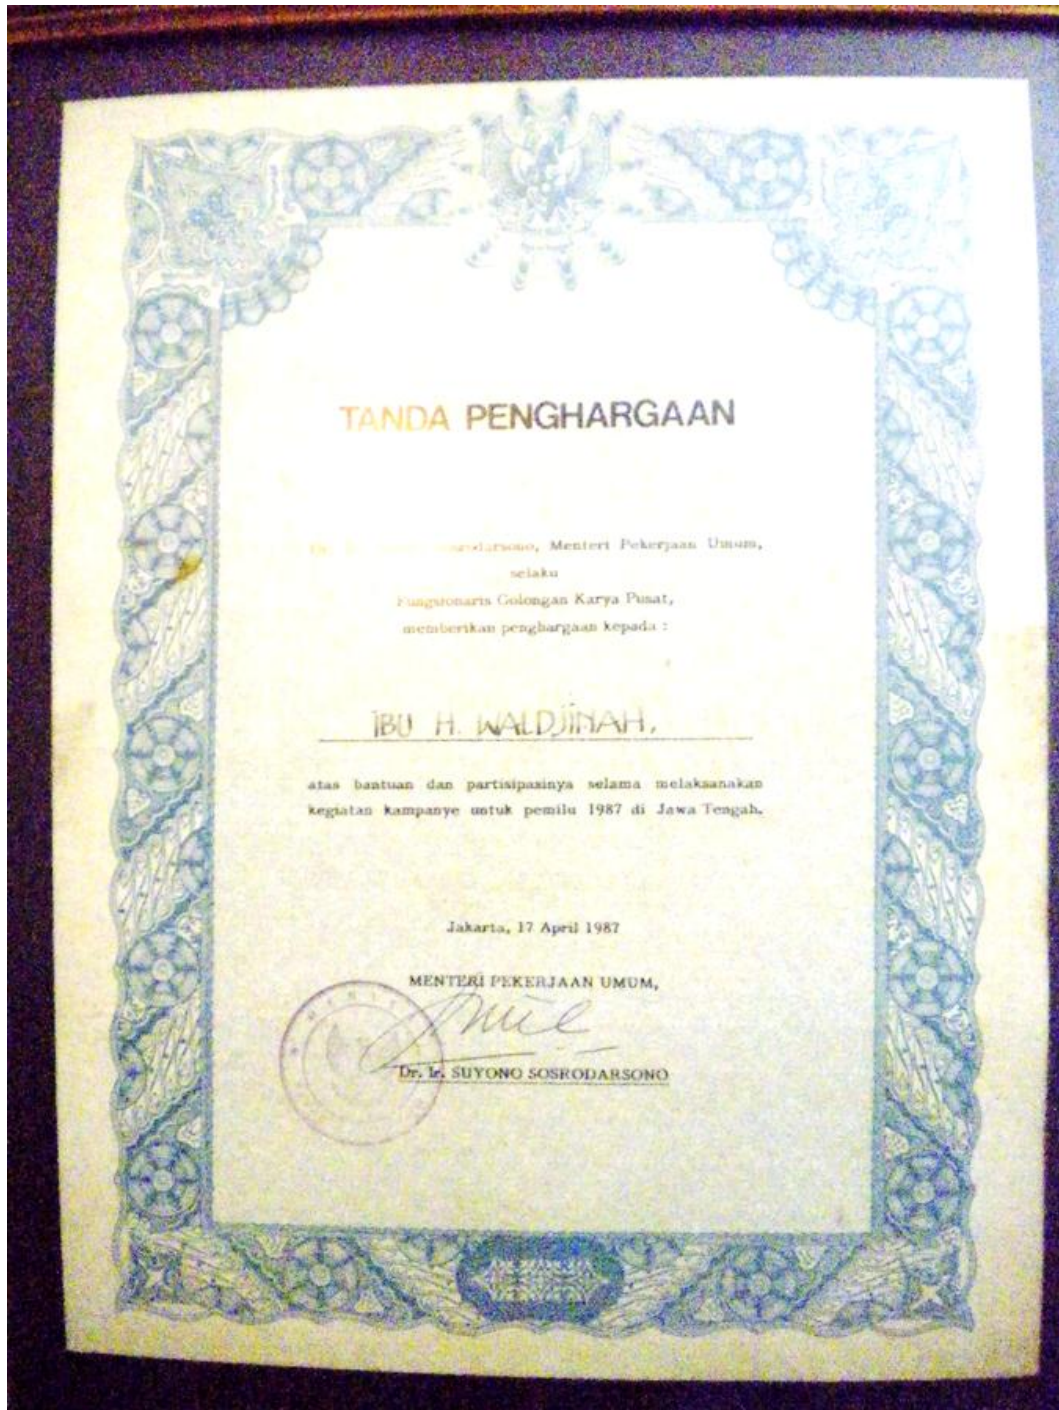 TANDA PENGHARGAAN
Sosrodarsono, Menteri Pekerjaan Umum,
selaku
Fungsionaris Golongan Karya Pusat,
memberikan penghargaan kepada :
IBU H. WALDJINAH,
atas bantuan dan partisipasinya selama melaksanakan
kegiatan kampanye untuk pemilu 1987 di Jawa Tengah.
Jakarta, 17 April 1987
MENTERI PEKERJAAN UMUM,
Dr. Ir. SUYONO SOSRODARSONO